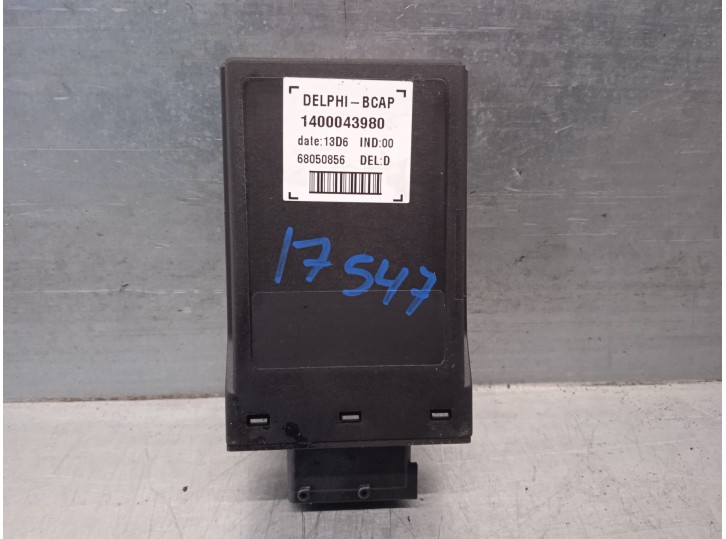 DELPHI-BCAP
1400043980
date:13D6 IND:00
68050856 DEL:D
17547